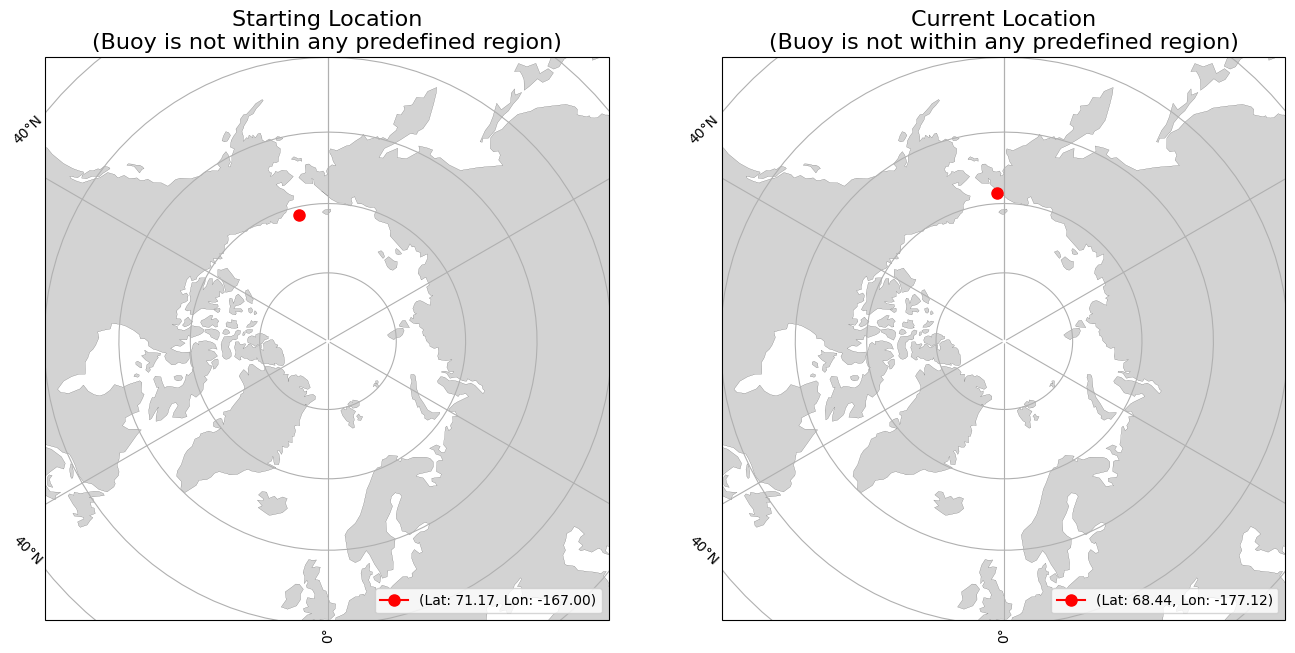 Starting Location
(Buoy is not within any predefined region)
40°N
40°N
0°
(Lat: 71.17, Lon: -167.00)
Current Location
(Buoy is not within any predefined region)
40°N
40°N
0°
(Lat: 68.44, Lon: -177.12)